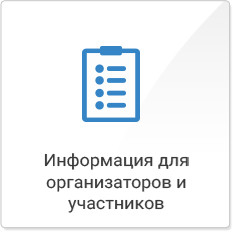 Информация для
организаторов и
участников